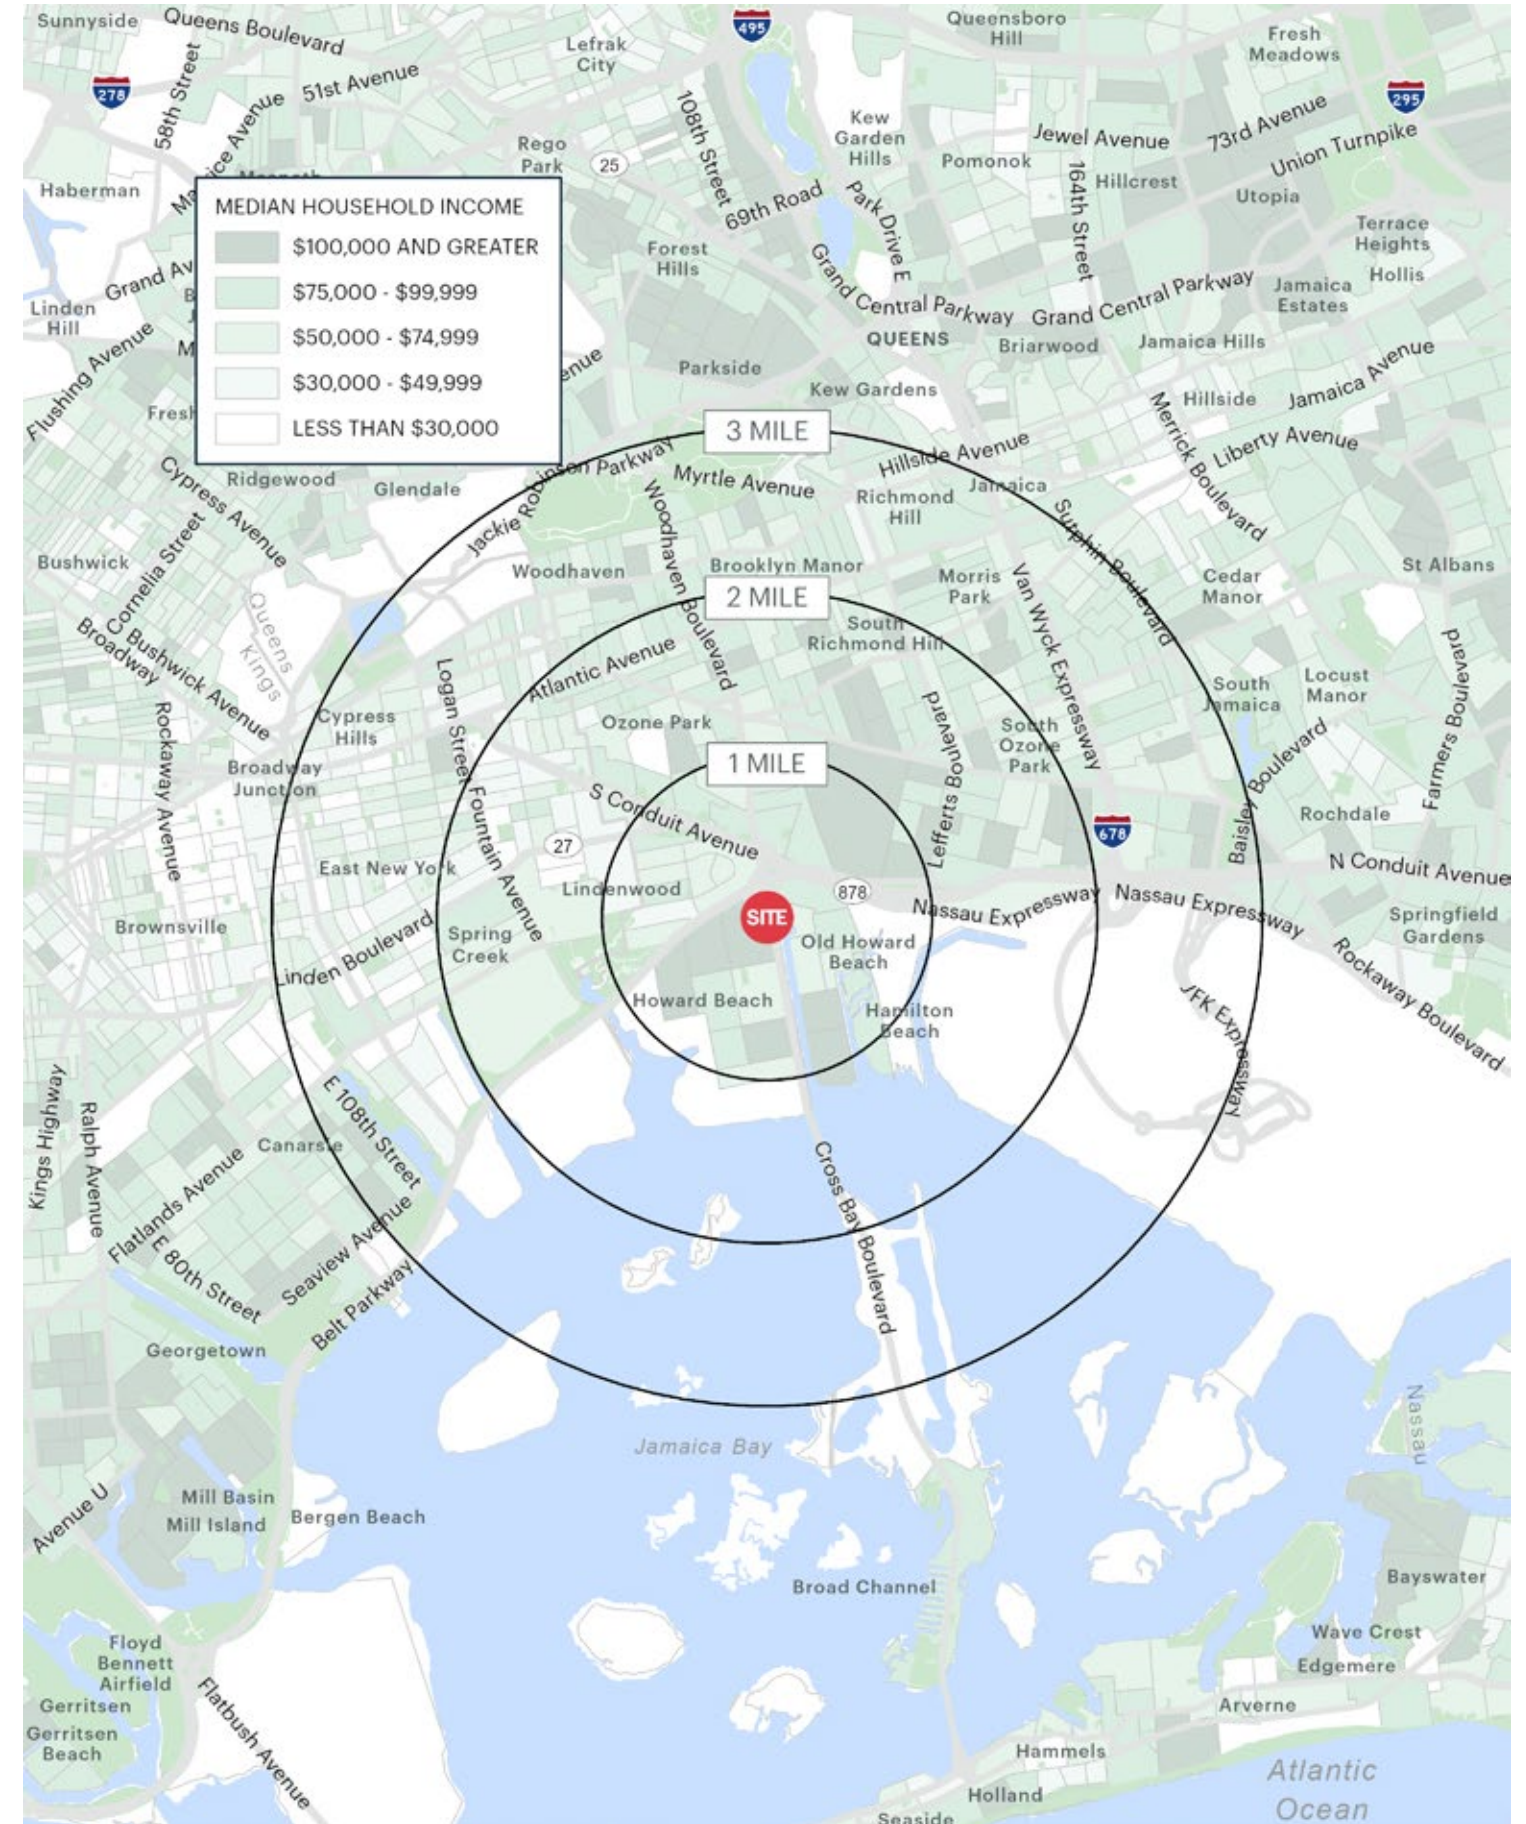 Sunnyside
Queens Boulevard
495
Queensboro
Hill
Fresh
Meadows
Lefrak
City
278
58th Street
51st Avenue
295
108th Street
Kew
Garden
Hills
Jewel Avenue
73rd Avenue
Union Turnpike
Rego
Park
25
Pomonok
164th Street
Hillcrest
Utopia
Haberman
69th Road
Park Drive E
Terrace
Heights
Hollis
MEDIAN HOUSEHOLD INCOME
$100,000 AND GREATER
$75,000 - $99,999
$50,000 - $74,999
$30,000 - $49,999
LESS THAN $30,000
Forest
Hills
Grand Central Parkway
Grand Central Parkway
Jamaica
Estates
Grand Av
Linden
Hill
QUEENS
Briarwood
Jamaica Hills
Flushing Avenue
enue
Parkside
Kew Gardens
Hillside
Jamaica Avenue
Fresh
3 MILE
Merrick Boulevard
Liberty Avenue
Hillside Avenue
Cypress Avenue
Ridgewood
Glendale
Jackie Robinson Parkway
Myrtle Avenue
Richmond
Hill
Jamaica
Woodhaven Boulevard
Sutphin Boulevard
Bushwick
Cornelia Street
Woodhaven
Brooklyn Manor
Morris
Park
Van Wyck Expressway
Cedar
Manor
St Albans
Queens
Kings
2 MILE
South
Richmond Hill
Broadway
Bushwick Avenue
Atlantic Avenue
Logan Street
Farmers Boulevard
Locust
Manor
South
Jamaica
Rockaway Avenue
Cypress
Hills
Ozone Park
Lefferts Boulevard
South
Ozone
Park
Baisley Boulevard
Broadway
Junction
1 MILE
S Conduit Avenue
Fountain Avenue
678
Rochdale
27
East New York
Lindenwood
878
N Conduit Avenue
SITE
Nassau Expressway
Nassau Expressway
Brownsville
Spring
Creek
Linden Boulevard
Old Howard
Beach
Springfield
Gardens
Rockaway Boulevard
Howard Beach
Hamilton
Beach
JFK Expressway
Kings Highway
Ralph Avenue
E 108th Street
Canarsie
Flatlands Avenue
Cross Bay Boulevard
E 80th Street
Seaview Avenue
Belt Parkway
Georgetown
Nassau
Jamaica Bay
Avenue U
Mill Basin
Mill Island
Bergen Beach
Broad Channel
Bayswater
Floyd
Bennett
Airfield
Wave Crest
Edgemere
Gerritsen
Gerritsen
Beach
Flatbush Avenue
Arverne
Hammels
Holland
Seaside
Atlantic
Ocean